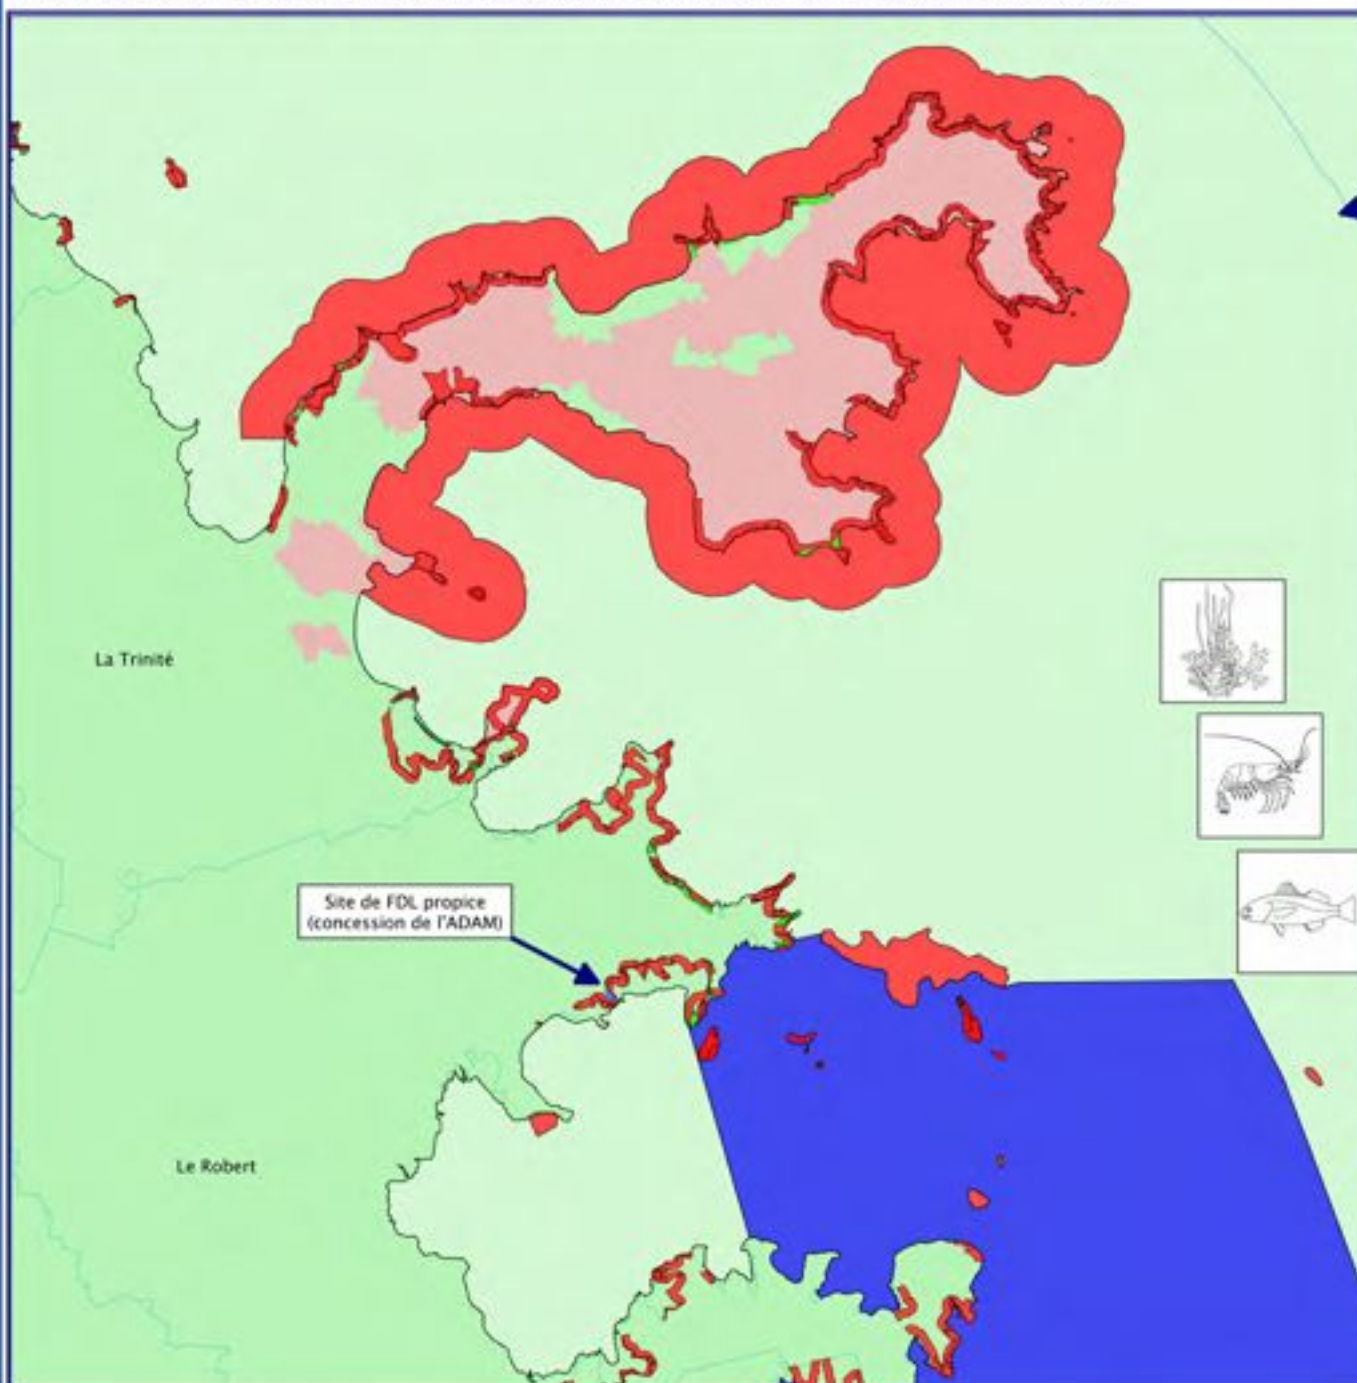 La Trinité
Site de FDL propice
(concession de l'ADAM)
Le Robert